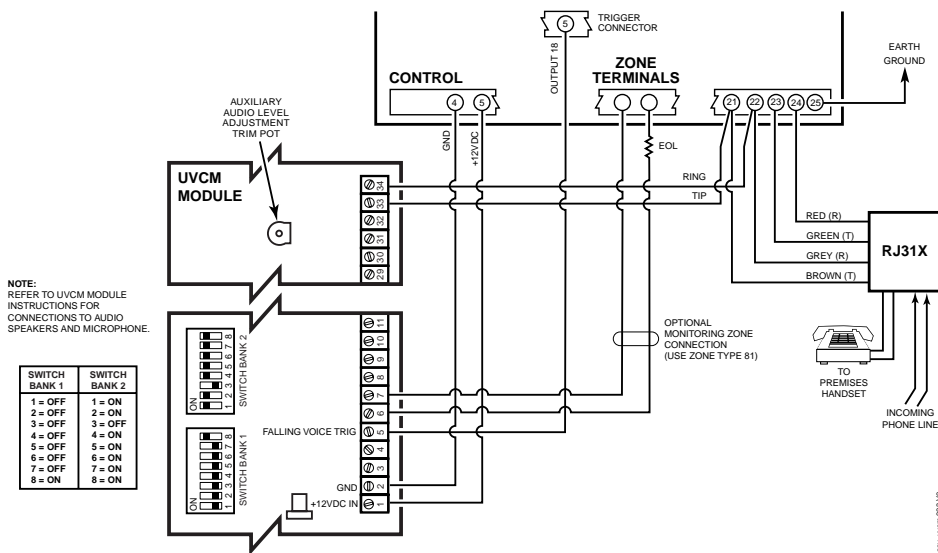 TRIGGER
CONNECTOR
5
OUTPUT 18
EARTH
GROUND
CONTROL
ZONE
TERMINALS
4
5
21
22
23
24
25
GND
+12VDC
EOL
AUXILIARY
AUDIO LEVEL
ADJUSTMENT
TRIM POT
UVCM
MODULE
34
33
32
31
30
29
RING
TIP
RED (R)
GREEN (T)
GREY (R)
BROWN (T)
RJ31X
NOTE:
REFER TO UVCM MODULE
INSTRUCTIONS FOR
CONNECTIONS TO AUDIO
SPEAKERS AND MICROPHONE.
SWITCH BANK 2
ON
1 2 3 4 5 6 7 8
SWITCH BANK 1
ON
1 2 3 4 5 6 7 8
11
10
9
8
7
6
5
4
3
2
1
FALLING VOICE TRIG
GND
+12VDC IN
OPTIONAL
MONITORING ZONE
CONNECTION
(USE ZONE TYPE 81)
TO
PREMISES
HANDSET
INCOMING
PHONE LINE
SWITCH BANK 1 SWITCH BANK 2
1 = OFF 1 = ON
2 = OFF 2 = ON
3 = OFF 3 = OFF
4 = OFF 4 = ON
5 = OFF 5 = ON
6 = OFF 6 = ON
7 = OFF 7 = ON
8 = ON 8 = ON